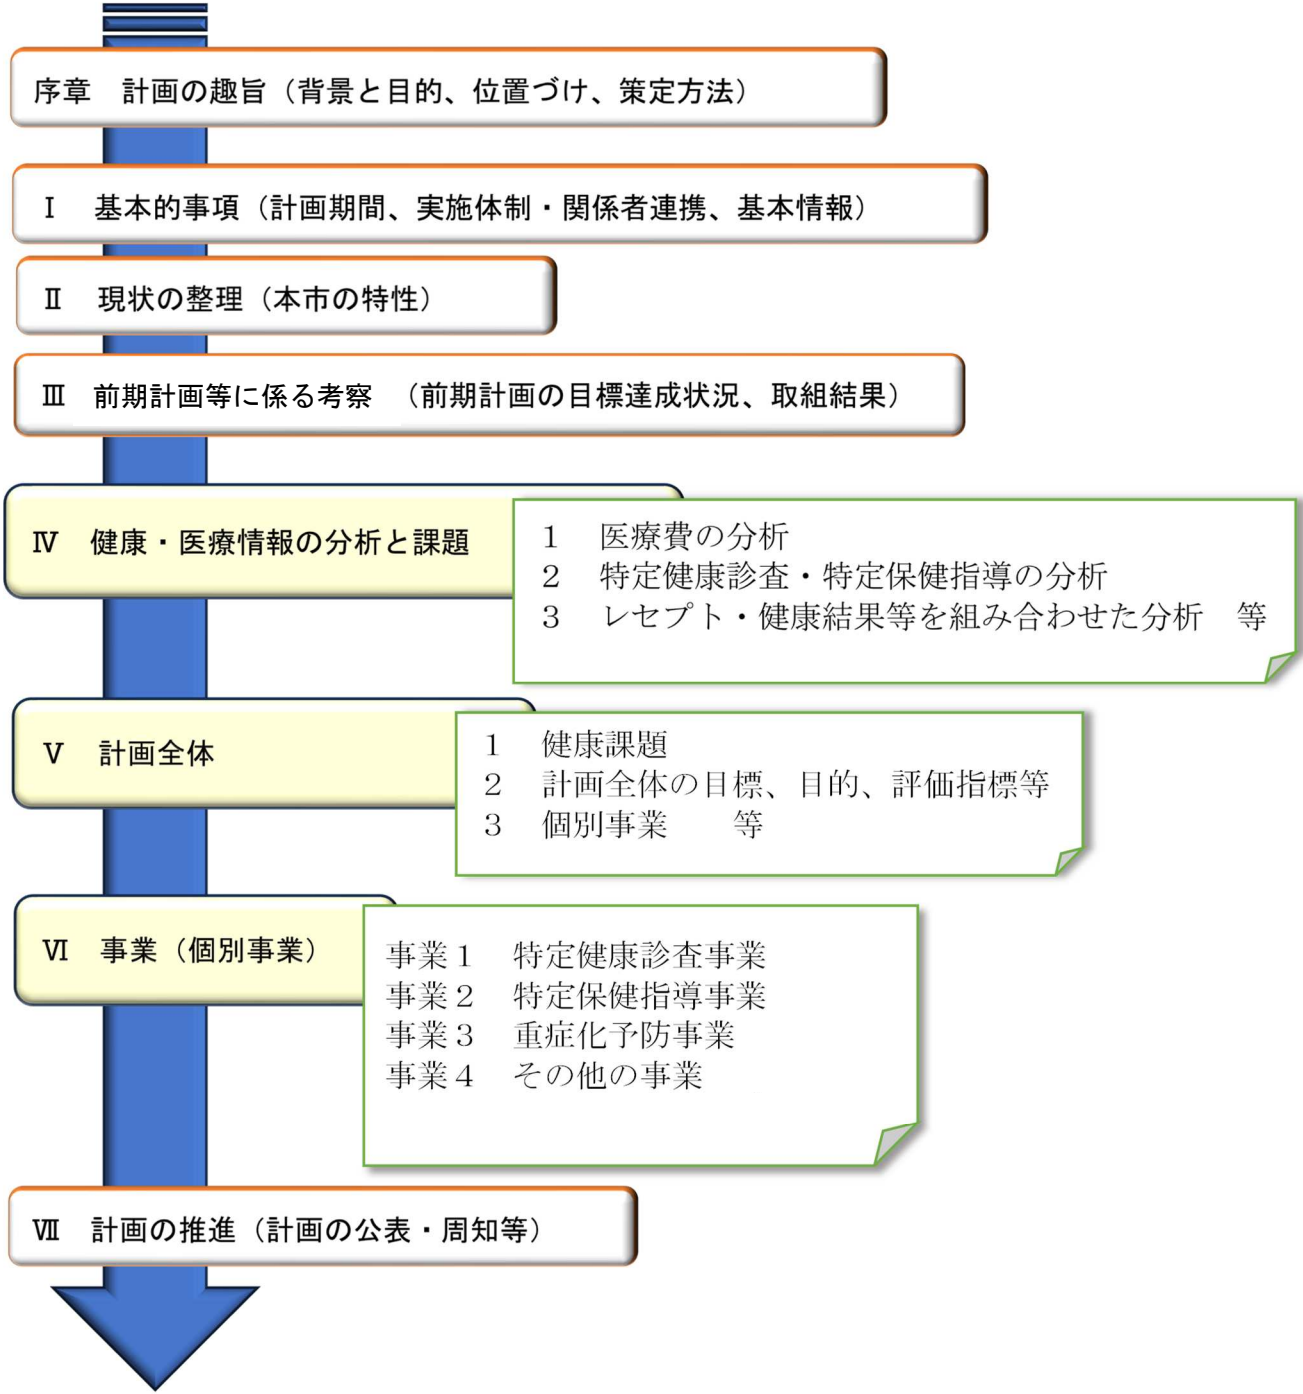 序章　計画の趣旨（背景と目的、位置づけ、策定方法）
Ⅰ　基本的事項（計画期間、実施体制・関係者連携、基本情報）
Ⅱ　現状の整理（本市の特性）
Ⅲ　前期計画等に係る考察　（前期計画の目標達成状況、取組結果）
Ⅳ　健康・医療情報の分析と課題
１　医療費の分析
２　特定健康診査・特定保健指導の分析
３　レセプト・健康結果等を組み合わせた分析　等
Ⅴ　計画全体
１　健康課題
２　計画全体の目標、目的、評価指標等
３　個別事業　　等
Ⅵ　事業（個別事業）
事業１　特定健康診査事業
事業２　特定保健指導事業
事業３　重症化予防事業
事業４　その他の事業
Ⅶ　計画の推進（計画の公表・周知等）